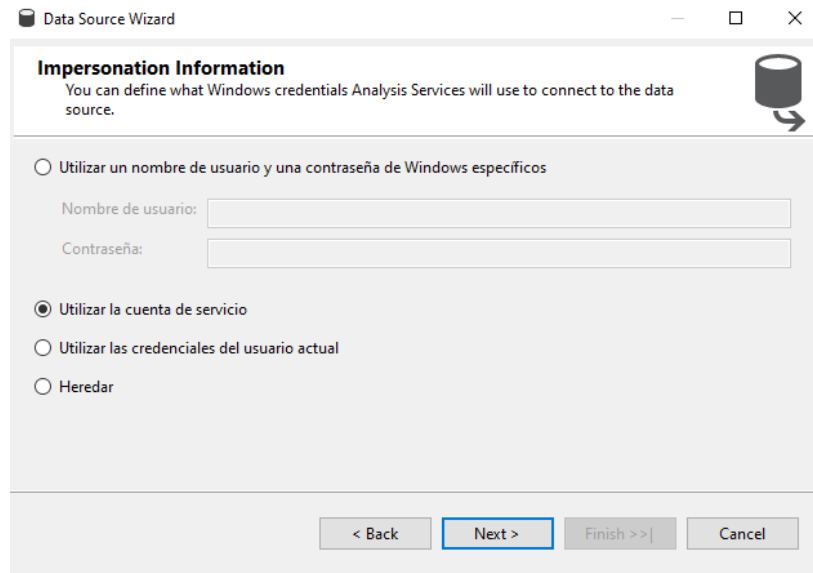 Data Source Wizard
Impersonation Information
You can define what Windows credentials Analysis Services will use to connect to the data
source.
Utilizar un nombre de usuario y una contraseña de Windows específicos
Nombre de usuario:
Contraseña:
Utilizar la cuenta de servicio
Utilizar las credenciales del usuario actual
Heredar
< Back Next > Finish >>| Cancel